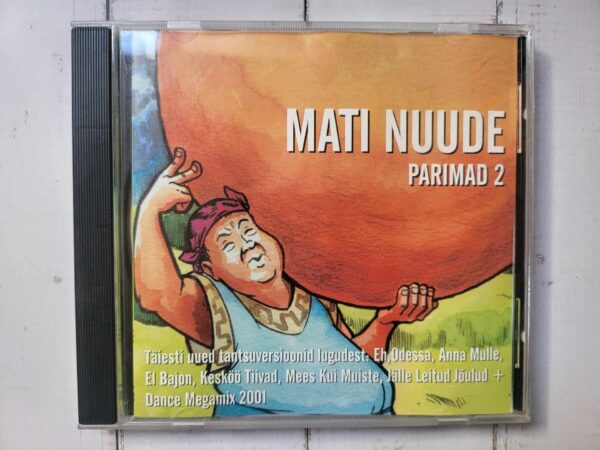 MATI NUUDE
PARIMAD 2
Täiesti uued tantsuversioonid lugudest: Eh Odessa, Anna Mulle,
El Bajon, Kesköö Tiivad, Mees Kui Muiste, Jälle Leitud Jõulud +
Dance Megamix 2001